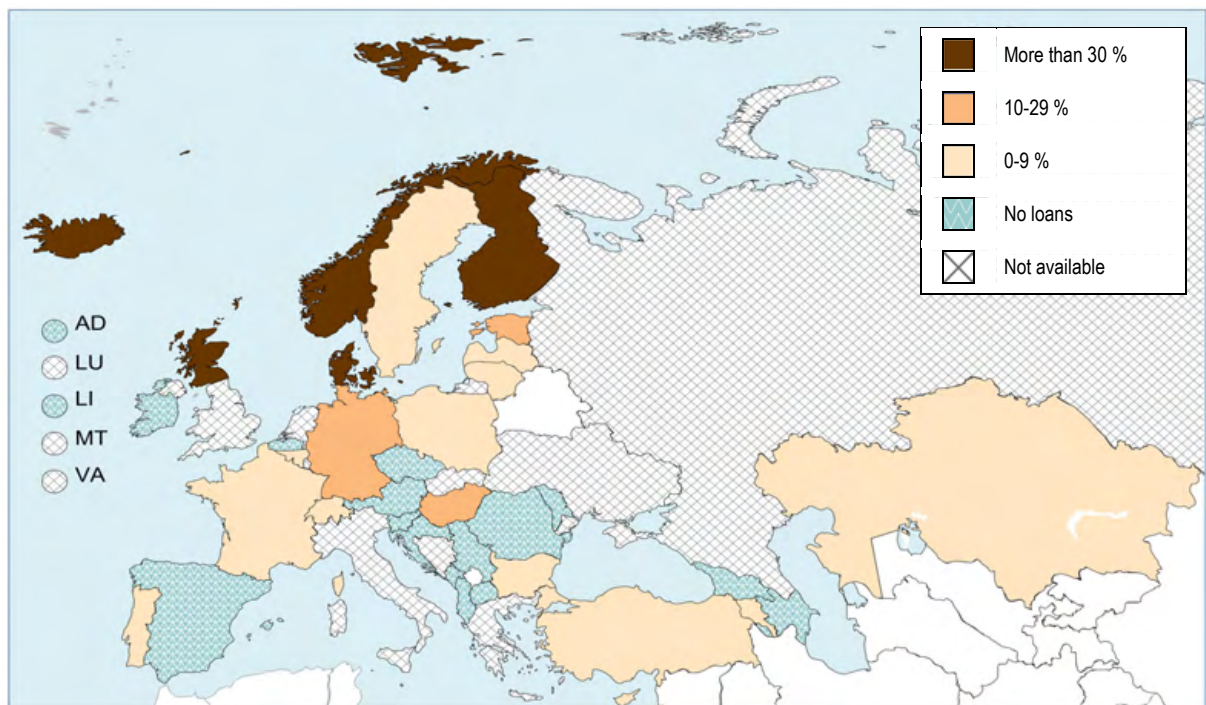 More than 30 %
10-29 %
0-9 %
No loans
Not available
AD
LU
LI
MT
VA